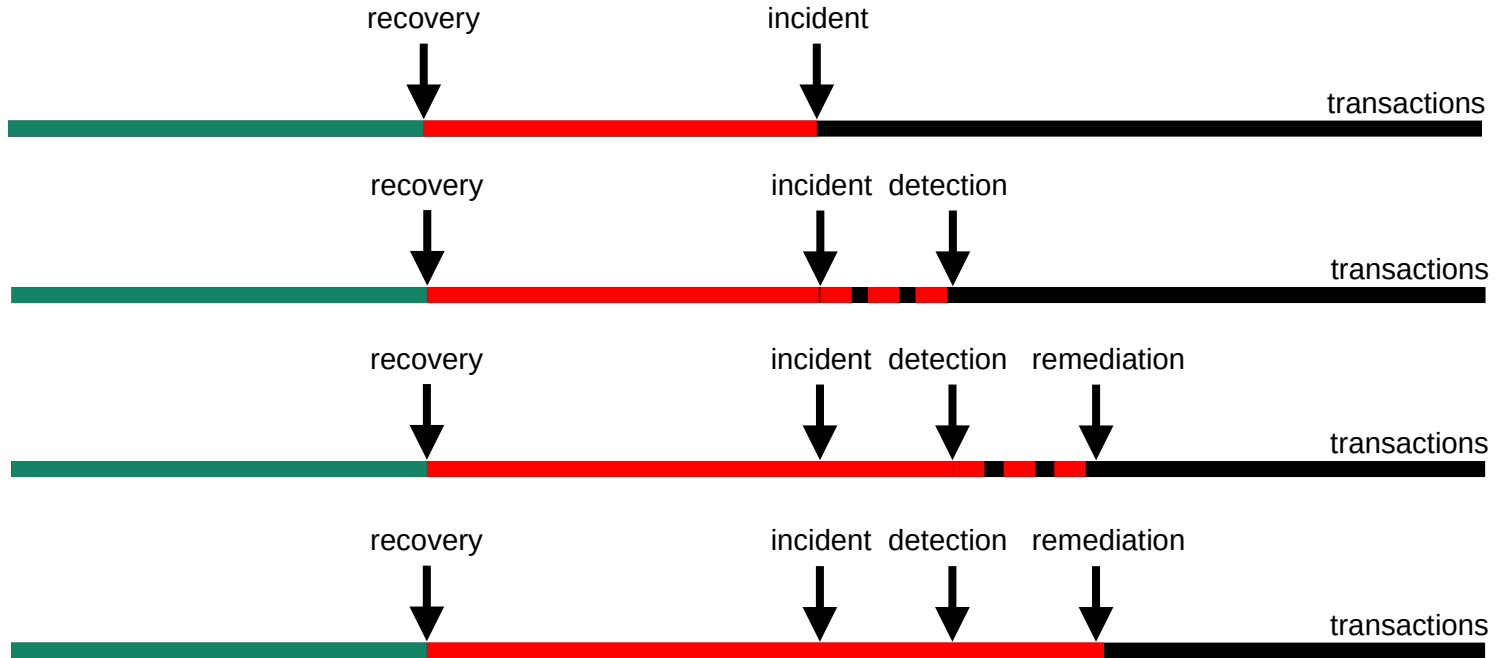 recovery incident
transactions
recovery incident detection
transactions
recovery incident detection remediation
transactions
recovery incident detection remediation
transactions